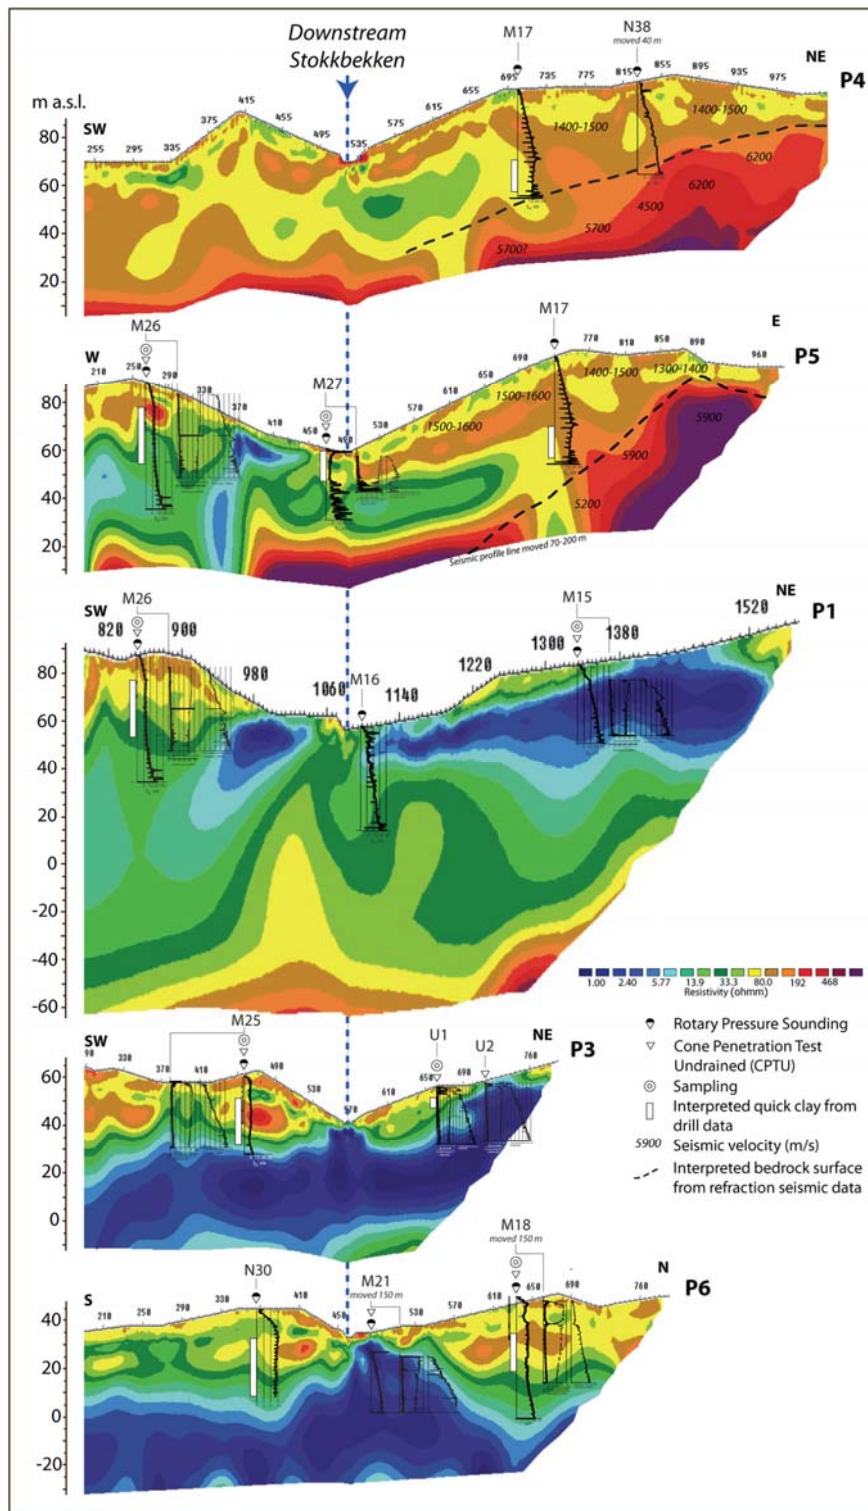 Downstream
Stokkbekken
M17
N38
moved 40 m
NE
P4
m a.s.l.
SW
255 295 335 375 415 455 495 535 575 615 655 695 735 775 815 855 895 935 975
80
60
40
20
1400-1500
1400-1500
6200
6200
4500
5700
5700?
M26
M27
M17
W
E
P5
210 250 290 330 370 410 450 490 530 570 610 650 690 770 810 850 890 960
80
60
40
20
1500-1600
1500-1600
1400-1500
1300-1400
5900
5900
5200
Seismic profile line moved 70-200 m
SW
M26
M16
M15
NE
P1
820 900 980 1060 1140 1220 1300 1380 1520
80
60
40
20
0
-20
-40
-60
1.00 2.40 5.77 13.9 33.3 80.0 192 468
Resistivity (ohmm)
Rotary Pressure Sounding
Cone Penetration Test
Undrained (CPTU)
Sampling
Interpreted quick clay from
drill data
5900 Seismic velocity (m/s)
Interpreted bedrock surface
from refraction seismic data
SW
M25
U1
U2
NE
P3
90 330 370 410 490 530 570 610 650 690 760
60
40
20
0
M18
moved 150 m
N30
M21
moved 150 m
S
N
P6
210 250 290 330 410 450 530 570 610 650 690 760
40
20
0
-20